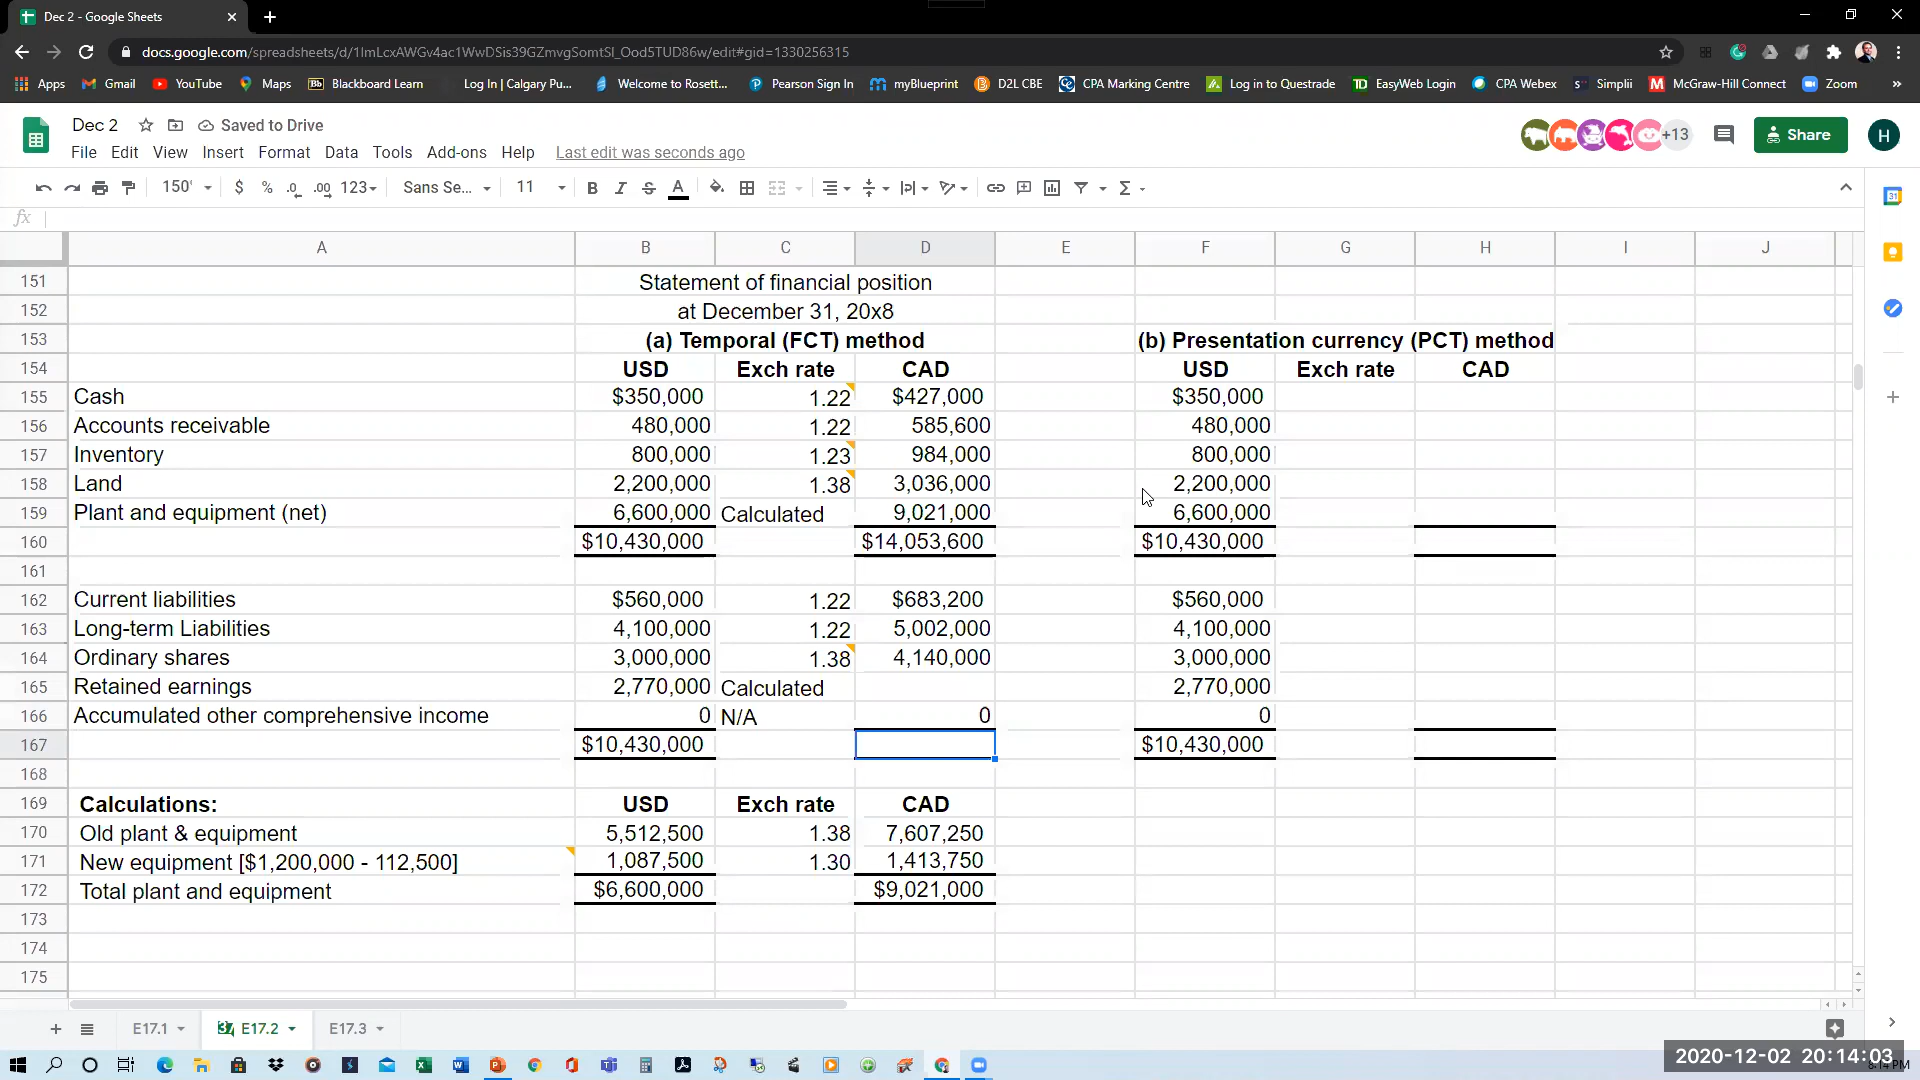 Dec 2 - Google Sheets
docs.google.com/spreadsheets/d/1ImLcxAWGv4ac1WwDSis39GZmvgSomtSI_Ood5TUD86w/edit#gid=1330256315
Apps Gmail YouTube Maps Bb Blackboard Learn Log In | Calgary Pu... Welcome to Rosett... Pearson Sign In myBlueprint D2L CBE CPA Marking Centre Log in to Questrade TD EasyWeb Login CPA Webex Simplii M McGraw-Hill Connect Zoom »
Dec 2 Saved to Drive
+13 Share H
File Edit View Insert Format Data Tools Add-ons Help Last edit was seconds ago
150% $ % .0 .00 123 Sans Se... 11 B I S A Σ
fx
A B C D E F G H I J
151 Statement of financial position
152 at December 31, 20x8
153 (a) Temporal (FCT) method (b) Presentation currency (PCT) method
154 USD Exch rate CAD USD Exch rate CAD
155 Cash $350,000 1.22 $427,000 $350,000
156 Accounts receivable 480,000 1.22 585,600 480,000
157 Inventory 800,000 1.23 984,000 800,000
158 Land 2,200,000 1.38 3,036,000 2,200,000
159 Plant and equipment (net) 6,600,000 Calculated 9,021,000 6,600,000
160 $10,430,000 $14,053,600 $10,430,000
161
162 Current liabilities $560,000 1.22 $683,200 $560,000
163 Long-term Liabilities 4,100,000 1.22 5,002,000 4,100,000
164 Ordinary shares 3,000,000 1.38 4,140,000 3,000,000
165 Retained earnings 2,770,000 Calculated 2,770,000
166 Accumulated other comprehensive income 0 N/A 0 0
167 $10,430,000 $10,430,000
168
169 Calculations: USD Exch rate CAD
170 Old plant & equipment 5,512,500 1.38 7,607,250
171 New equipment [$1,200,000 - 112,500] 1,087,500 1.30 1,413,750
172 Total plant and equipment $6,600,000 $9,021,000
173
174
175
E17.1 E17.2 E17.3
2020-12-02 20:14:03